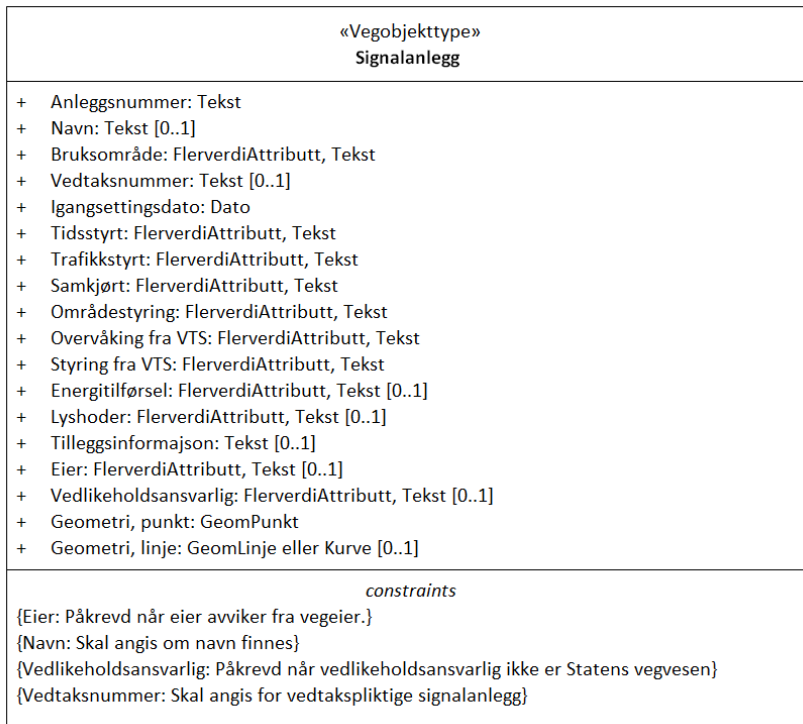 «Vegobjekttype»
Signalanlegg
+ Anleggsnummer: Tekst
+ Navn: Tekst [0..1]
+ Bruksområde: FlerverdiAttributt, Tekst
+ Vedtaksnummer: Tekst [0..1]
+ Igangsettingsdato: Dato
+ Tidsstyrt: FlerverdiAttributt, Tekst
+ Trafikkstyrt: FlerverdiAttributt, Tekst
+ Samkjørt: FlerverdiAttributt, Tekst
+ Områdestyring: FlerverdiAttributt, Tekst
+ Overvåking fra VTS: FlerverdiAttributt, Tekst
+ Styring fra VTS: FlerverdiAttributt, Tekst
+ Energitilførsel: FlerverdiAttributt, Tekst [0..1]
+ Lyshoder: FlerverdiAttributt, Tekst [0..1]
+ Tilleggsinformajson: Tekst [0..1]
+ Eier: FlerverdiAttributt, Tekst [0..1]
+ Vedlikeholdsansvarlig: FlerverdiAttributt, Tekst [0..1]
+ Geometri, punkt: GeomPunkt
+ Geometri, linje: GeomLinje eller Kurve [0..1]
constraints
{Eier: Påkrevd når eier avviker fra vegeier.}
{Navn: Skal angis om navn finnes}
{Vedlikeholdsansvarlig: Påkrevd når vedlikeholdsansvarlig ikke er Statens vegvesen}
{Vedtaksnummer: Skal angis for vedtakspliktige signalanlegg}